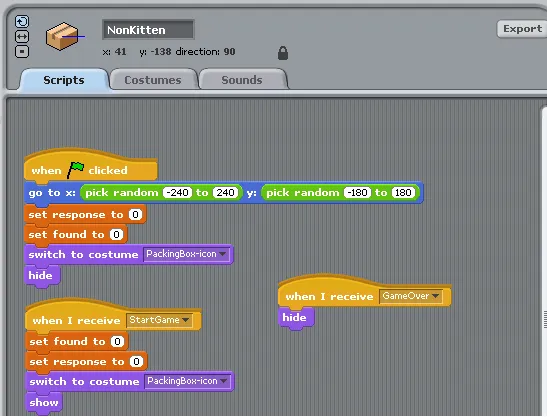 NonKitten
Export
x: 41 y: -138 direction: 90
Scripts Costumes Sounds
when clicked
go to x: pick random -240 to 240 y: pick random -180 to 180
set response to 0
set found to 0
switch to costume PackingBox-icon
hide
when I receive StartGame
set found to 0
set response to 0
switch to costume PackingBox-icon
show
when I receive GameOver
hide